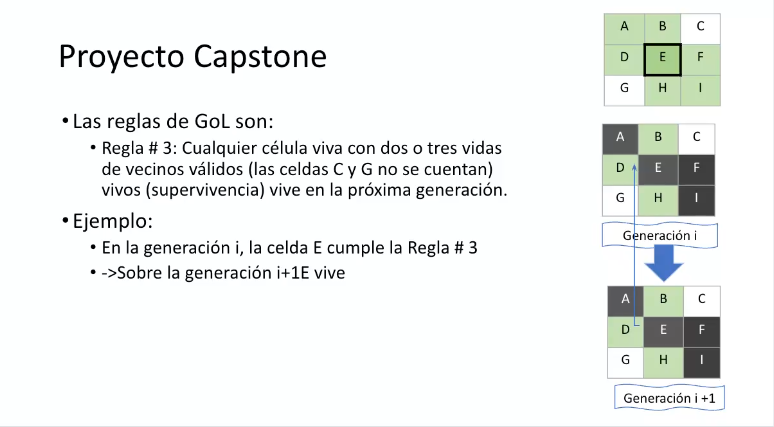 Proyecto Capstone
•Las reglas de GoL son:
• Regla # 3: Cualquier célula viva con dos o tres vidas
de vecinos válidos (las celdas C y G no se cuentan)
vivos (supervivencia) vive en la próxima generación.
•Ejemplo:
• En la generación i, la celda E cumple la Regla # 3
• ->Sobre la generación i+1E vive
A B C
D E F
G H I
A B C
D E F
G H I
Generación i
A B C
D E F
G H I
Generación i +1